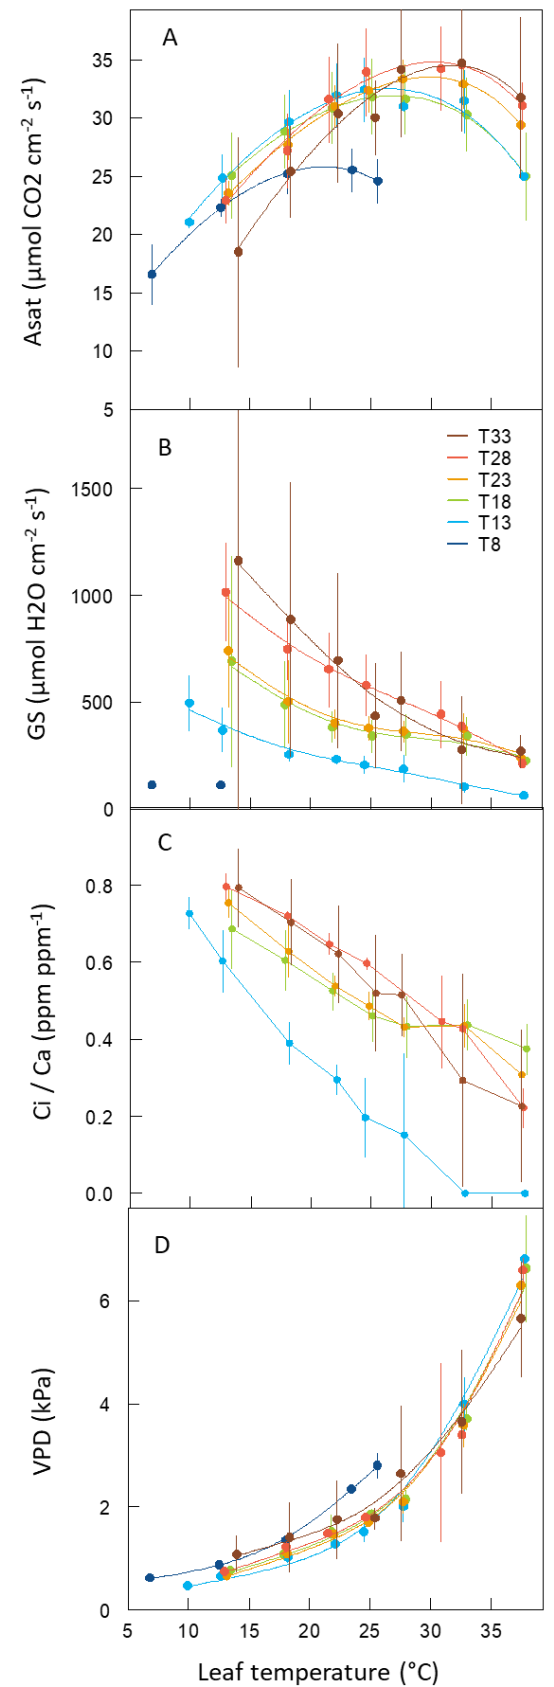 A
35
30
25
20
15
10
5
Asat (µmol CO2 cm⁻² s⁻¹)
B
T33
T28
T23
T18
T13
T8
1500
1000
500
0
GS (µmol H2O cm⁻² s⁻¹)
C
0.8
0.6
0.4
0.2
0.0
Ci / Ca (ppm ppm⁻¹)
D
6
4
2
0
VPD (kPa)
5 10 15 20 25 30 35
Leaf temperature (°C)